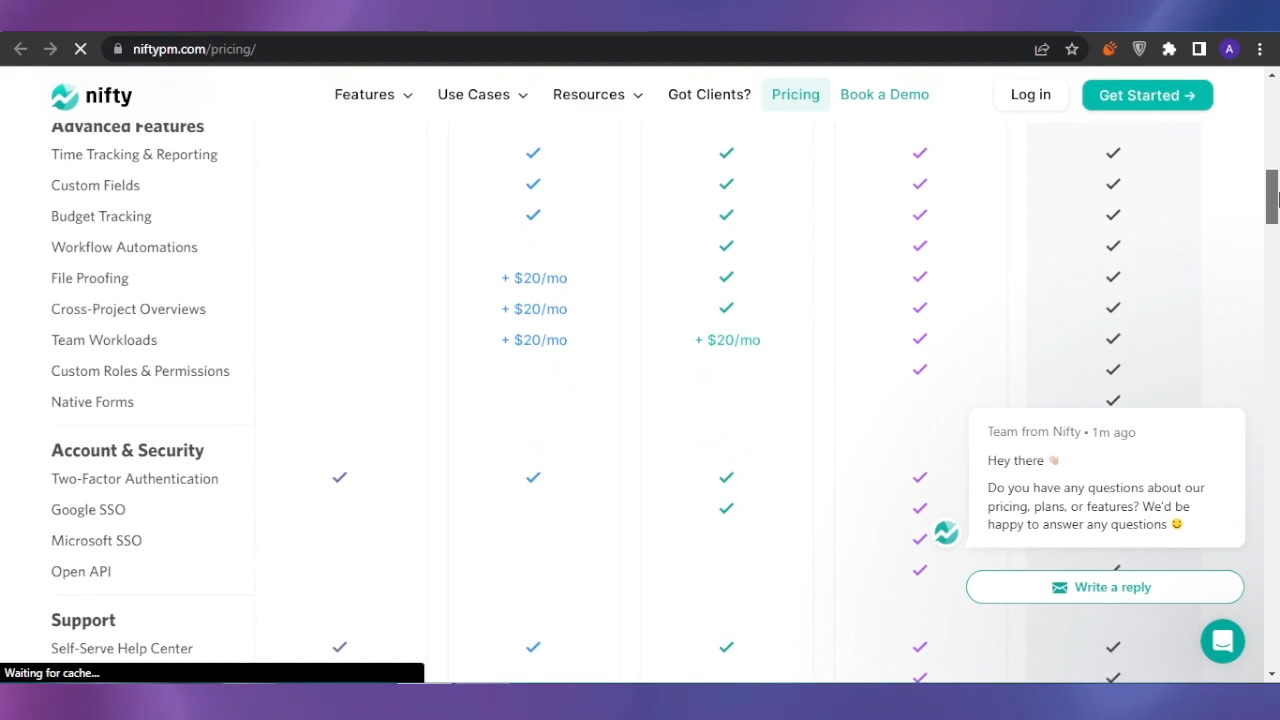 niftypm.com/pricing/
A
nifty
Features
Use Cases
Resources
Got Clients?
Pricing
Book a Demo
Log in
Get Started →
Advanced Features
Time Tracking & Reporting
Custom Fields
Budget Tracking
Workflow Automations
File Proofing + $20/mo
Cross-Project Overviews + $20/mo
Team Workloads + $20/mo + $20/mo
Custom Roles & Permissions
Native Forms
Account & Security
Two-Factor Authentication
Google SSO
Microsoft SSO
Open API
Support
Self-Serve Help Center
Team from Nifty • 1m ago
Hey there 👋🏻
Do you have any questions about our
pricing, plans, or features? We'd be
happy to answer any questions 😊
Write a reply
Waiting for cache...